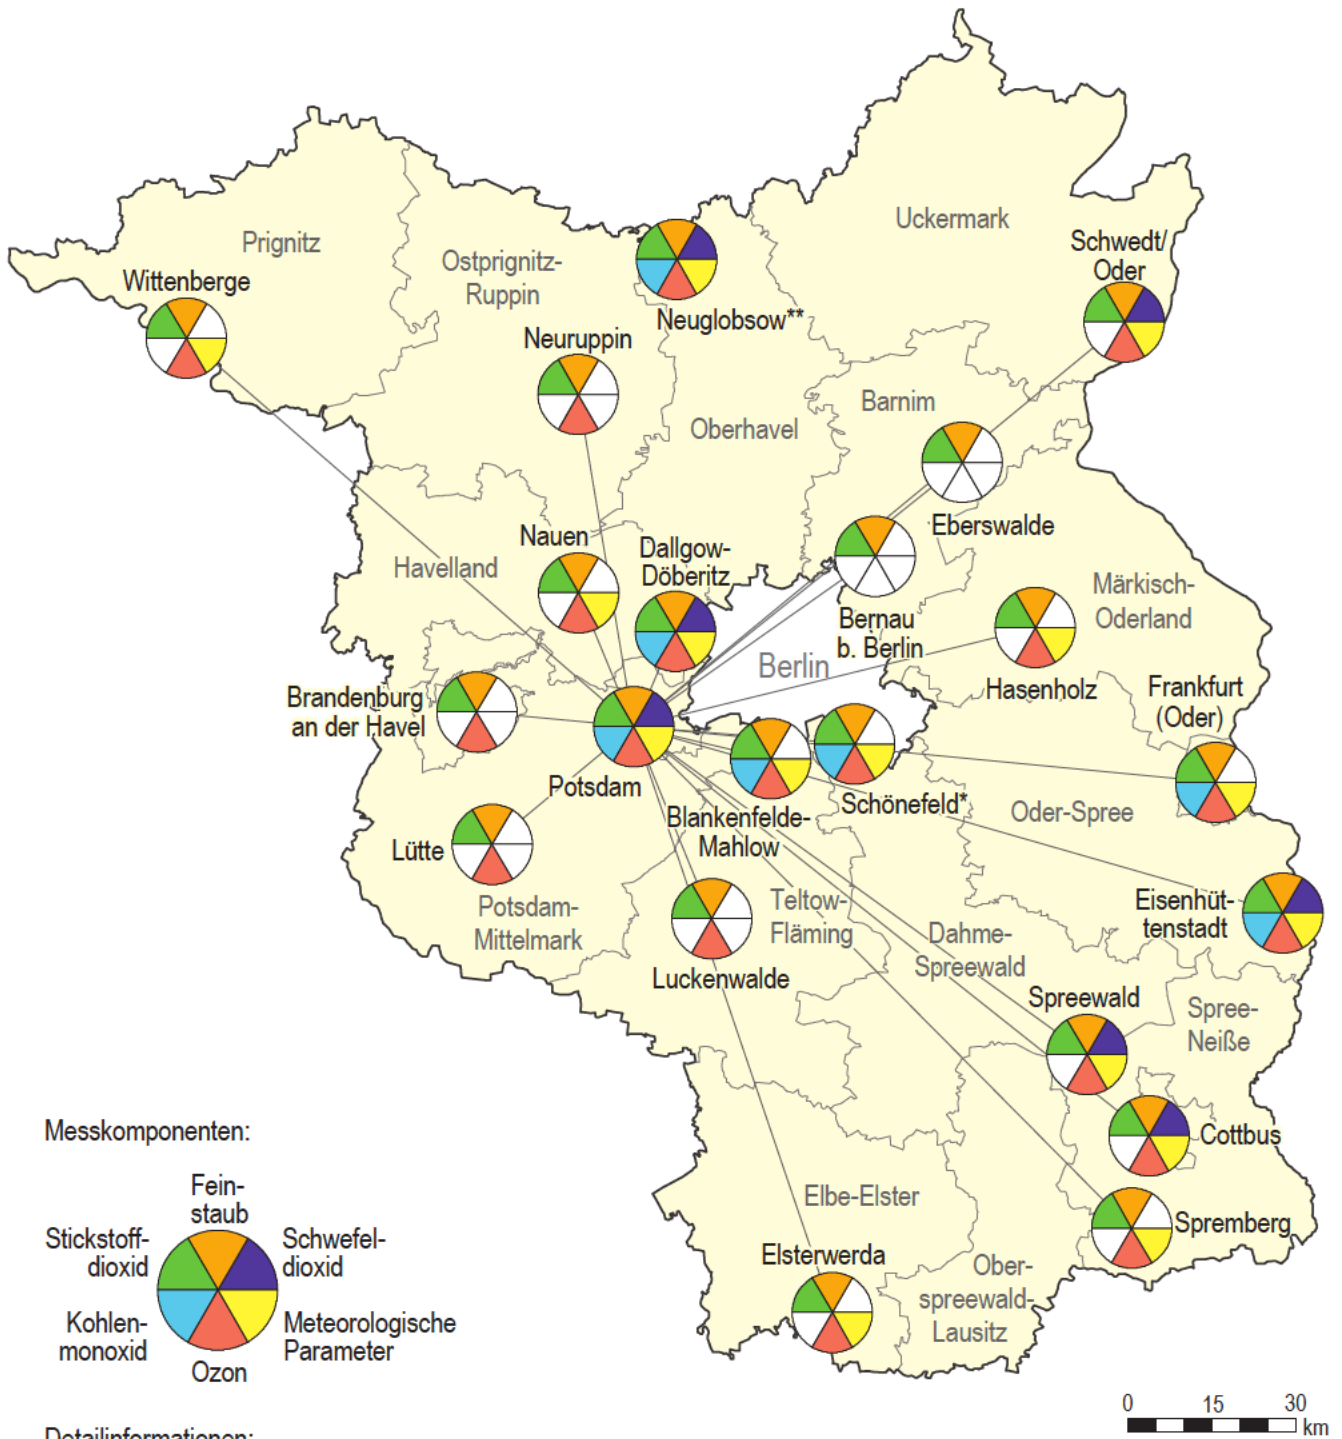 Uckermark
Schwedt/
Oder
Prignitz
Ostprignitz-
Ruppin
Wittenberge
Neuglobsow**
Neuruppin
Barnim
Oberhavel
Eberswalde
Nauen
Dallgow-
Döberitz
Havelland
Märkisch-
Oderland
Bernau
b. Berlin
Berlin
Hasenholz
Frankfurt
(Oder)
Brandenburg
an der Havel
Potsdam
Schönefeld*
Blankenfelde-
Mahlow
Oder-Spree
Lütte
Potsdam-
Mittelmark
Teltow-
Fläming
Eisenhüt-
tenstadt
Dahme-
Spreewald
Luckenwalde
Spreewald
Spree-
Neiße
Cottbus
Elbe-Elster
Spremberg
Elsterwerda
Ober-
spreewald-
Lausitz
Messkomponenten:
Fein-
staub
Stickstoff-
dioxid
Schwefel-
dioxid
Kohlen-
monoxid
Meteorologische
Parameter
Ozon
0 15 30
km
Detailinformationen: